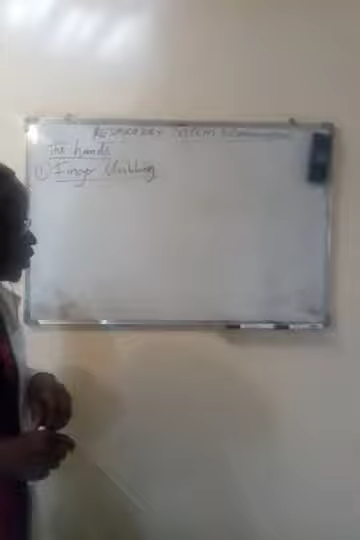 RESPIRATORY SYSTEM EXAMINATION
The hands
① Finger Clubbing